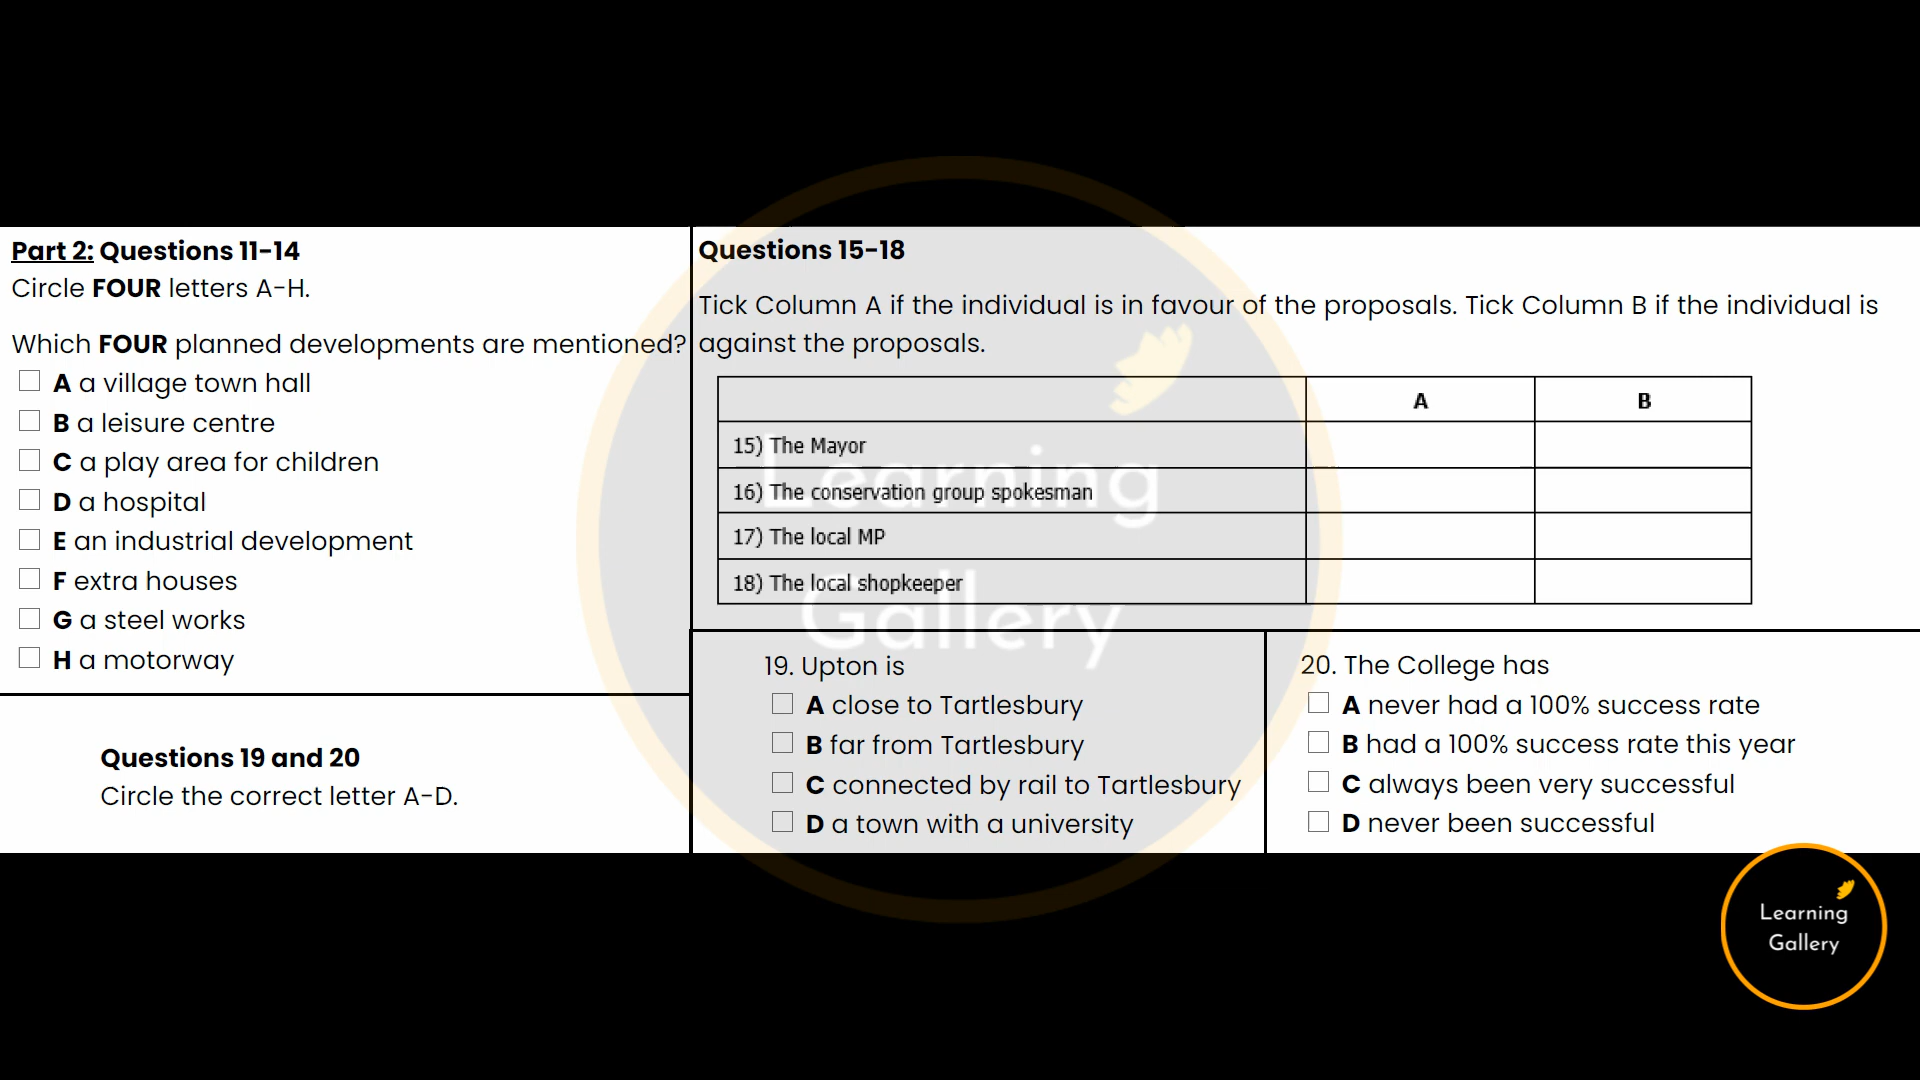 Part 2: Questions 11-14
Circle FOUR letters A-H.
Which FOUR planned developments are mentioned?
A a village town hall
B a leisure centre
C a play area for children
D a hospital
E an industrial development
F extra houses
G a steel works
H a motorway
Questions 15-18
Tick Column A if the individual is in favour of the proposals. Tick Column B if the individual is
against the proposals.
A B
15) The Mayor
16) The conservation group spokesman
17) The local MP
18) The local shopkeeper
Questions 19 and 20
Circle the correct letter A-D.
19. Upton is
A close to Tartlesbury
B far from Tartlesbury
C connected by rail to Tartlesbury
D a town with a university
20. The College has
A never had a 100% success rate
B had a 100% success rate this year
C always been very successful
D never been successful
Learning
Gallery
Learning
Gallery